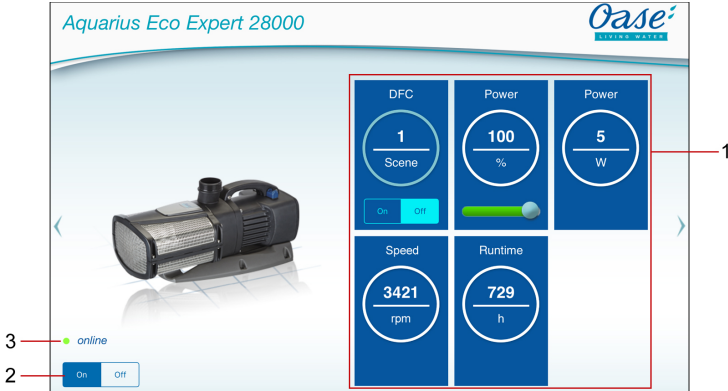 Aquarius Eco Expert 28000
Oase
LIVING WATER
DFC
1
Scene
On Off
Power
100
%
Power
5
W
1
Speed
3421
rpm
Runtime
729
h
3
online
2
On Off